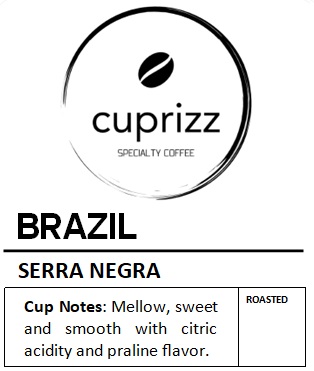 cuprizz
SPECIALTY COFFEE
BRAZIL
SERRA NEGRA
Cup Notes: Mellow, sweet
and smooth with citric
acidity and praline flavor.
ROASTED